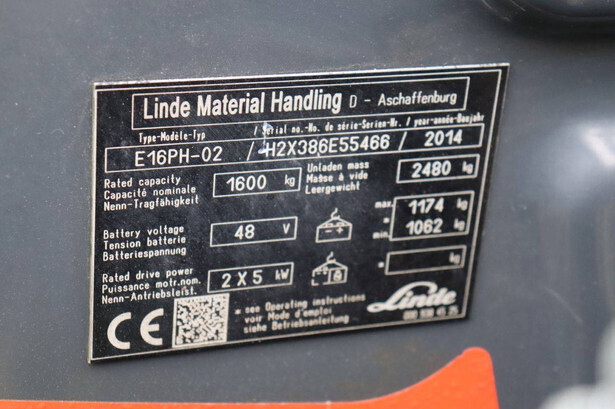 Linde Material Handling D - Aschaffenburg
Type-Modèle-Typ / Serial no.-No. de série-Serien-Nr. / year-année-Baujahr
E16PH-02 / H2X386E55466 / 2014
Rated capacity
Capacité nominale
Nenn-Tragfähigkeit
1600 kg
Unladen mass
Masse à vide
Leergewicht
2480 kg
Battery voltage
Tension batterie
Batteriespannung
48 V
max. 1174 kg
*
min. 1062 kg
Rated drive power
Puissance motr.nom.
Nenn-Antriebsleist.
2 X 5 kW
* kg
CE
* see Operating instructions
voir Mode d'emploi
siehe Betriebsanleitung
Linde